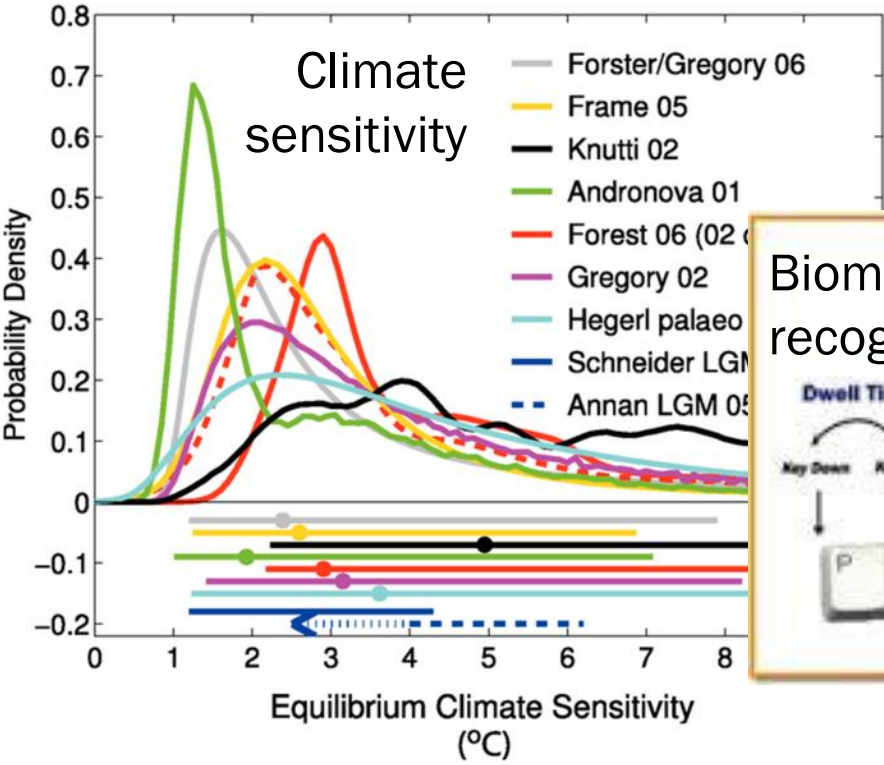 0.8
0.7
0.6
0.5
0.4
0.3
0.2
0.1
0
−0.1
−0.2
Probability Density
Climate
sensitivity
Forster/Gregory 06
Frame 05
Knutti 02
Andronova 01
Forest 06 (02
Gregory 02
Hegerl palaeo
Schneider LGM
Annan LGM 05
0 1 2 3 4 5 6 7 8
Equilibrium Climate Sensitivity
(ºC)
Biom
recog
Dwell Ti
Key Down K
P